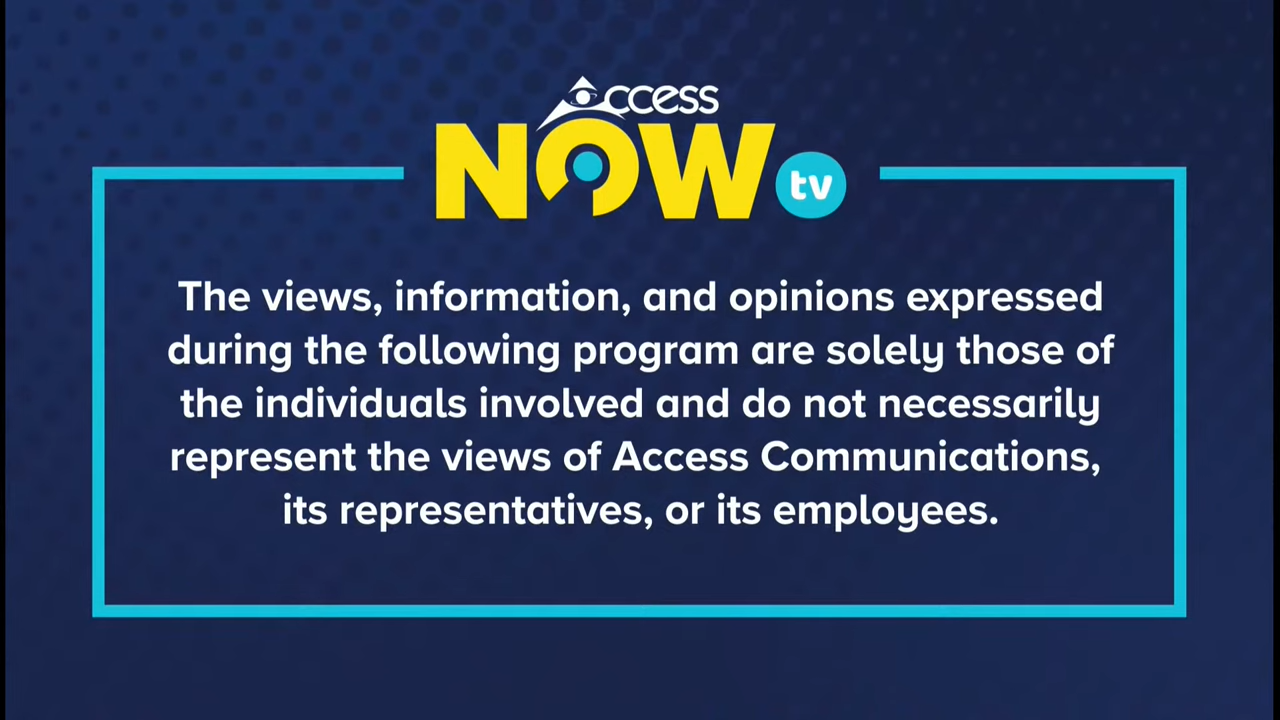 Access
NOW tv
The views, information, and opinions expressed
during the following program are solely those of
the individuals involved and do not necessarily
represent the views of Access Communications,
its representatives, or its employees.